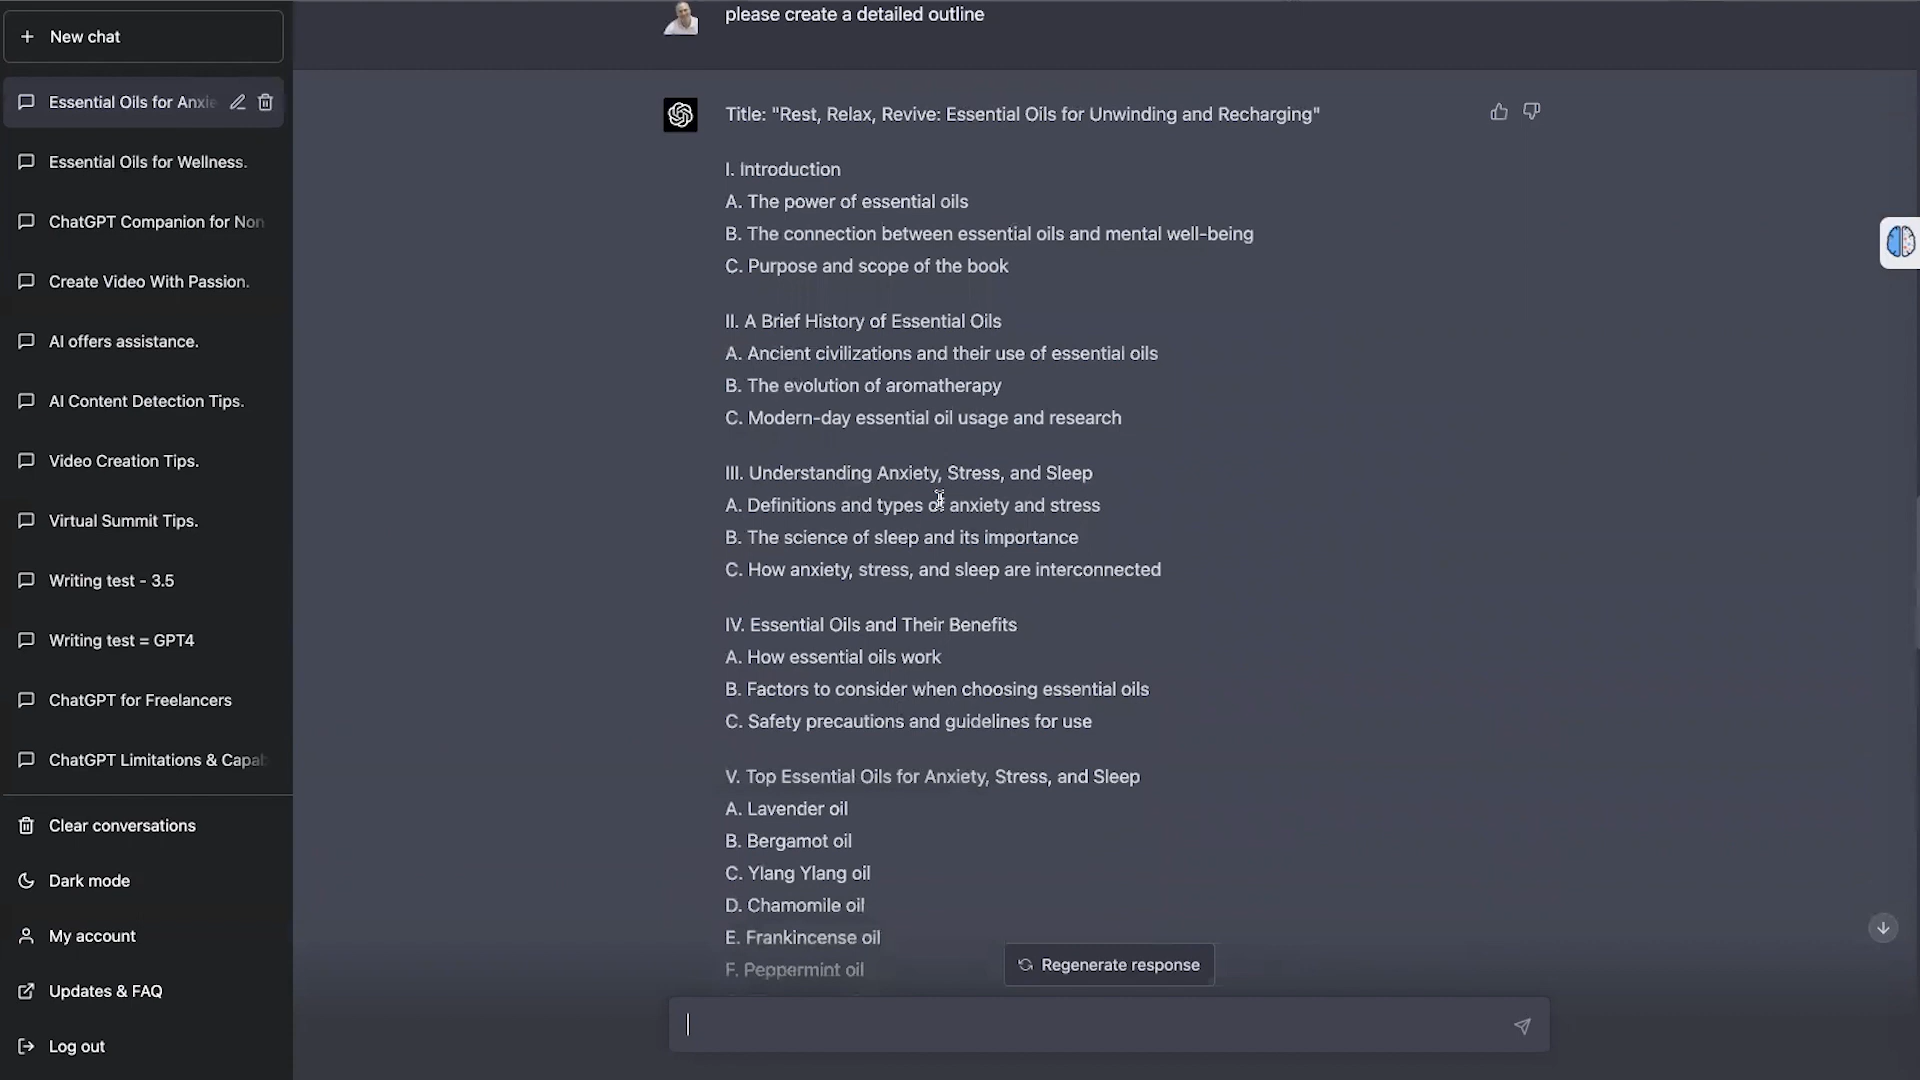 New chat
Essential Oils for Anxie
Essential Oils for Wellness.
ChatGPT Companion for Non
Create Video With Passion.
AI offers assistance.
AI Content Detection Tips.
Video Creation Tips.
Virtual Summit Tips.
Writing test - 3.5
Writing test = GPT4
ChatGPT for Freelancers
ChatGPT Limitations & Capab
Clear conversations
Dark mode
My account
Updates & FAQ
Log out
please create a detailed outline
Title: "Rest, Relax, Revive: Essential Oils for Unwinding and Recharging"
I. Introduction
A. The power of essential oils
B. The connection between essential oils and mental well-being
C. Purpose and scope of the book
II. A Brief History of Essential Oils
A. Ancient civilizations and their use of essential oils
B. The evolution of aromatherapy
C. Modern-day essential oil usage and research
III. Understanding Anxiety, Stress, and Sleep
A. Definitions and types of anxiety and stress
B. The science of sleep and its importance
C. How anxiety, stress, and sleep are interconnected
IV. Essential Oils and Their Benefits
A. How essential oils work
B. Factors to consider when choosing essential oils
C. Safety precautions and guidelines for use
V. Top Essential Oils for Anxiety, Stress, and Sleep
A. Lavender oil
B. Bergamot oil
C. Ylang Ylang oil
D. Chamomile oil
E. Frankincense oil
F. Peppermint oil
Regenerate response